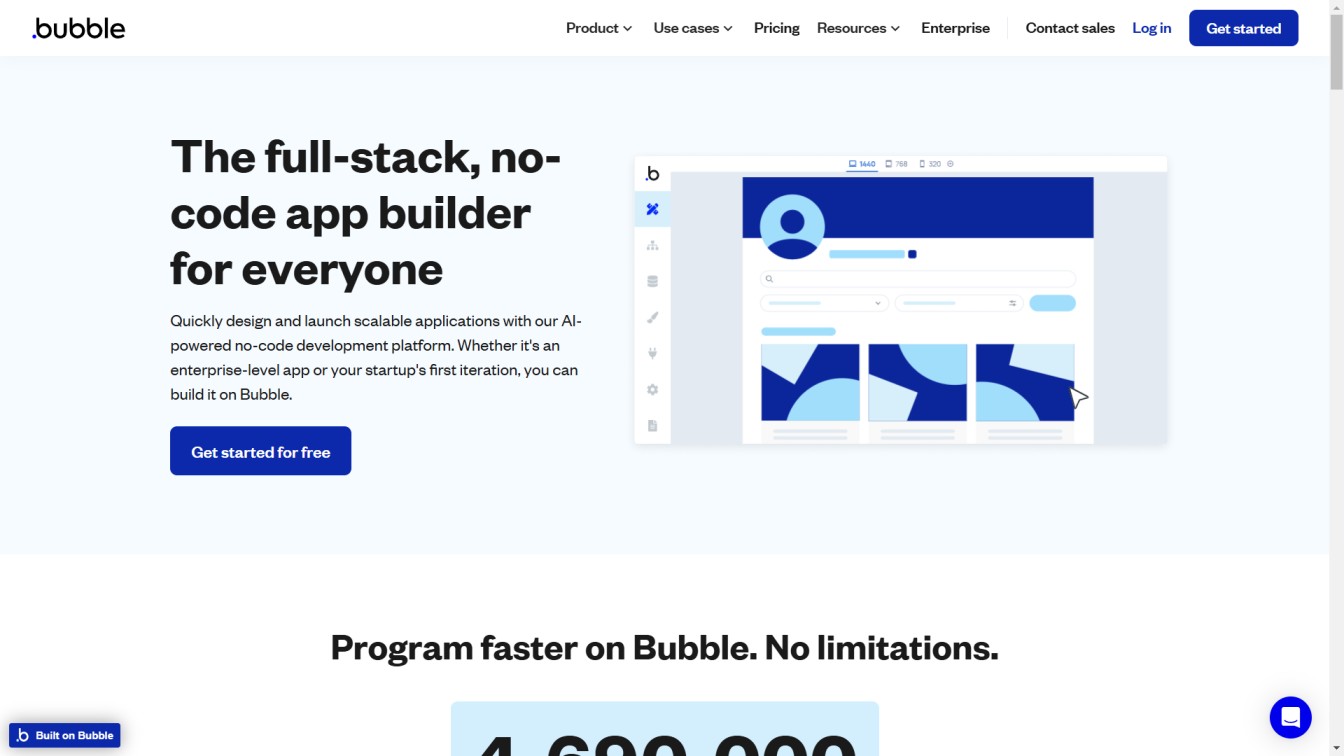 .bubble
Product
Use cases
Pricing
Resources
Enterprise
Contact sales
Log in
Get started
The full-stack, no-
code app builder
for everyone
Quickly design and launch scalable applications with our AI-
powered no-code development platform. Whether it's an
enterprise-level app or your startup's first iteration, you can
build it on Bubble.
Get started for free
.b
1440
768
320
Program faster on Bubble. No limitations.
4,690,000
.b Built on Bubble